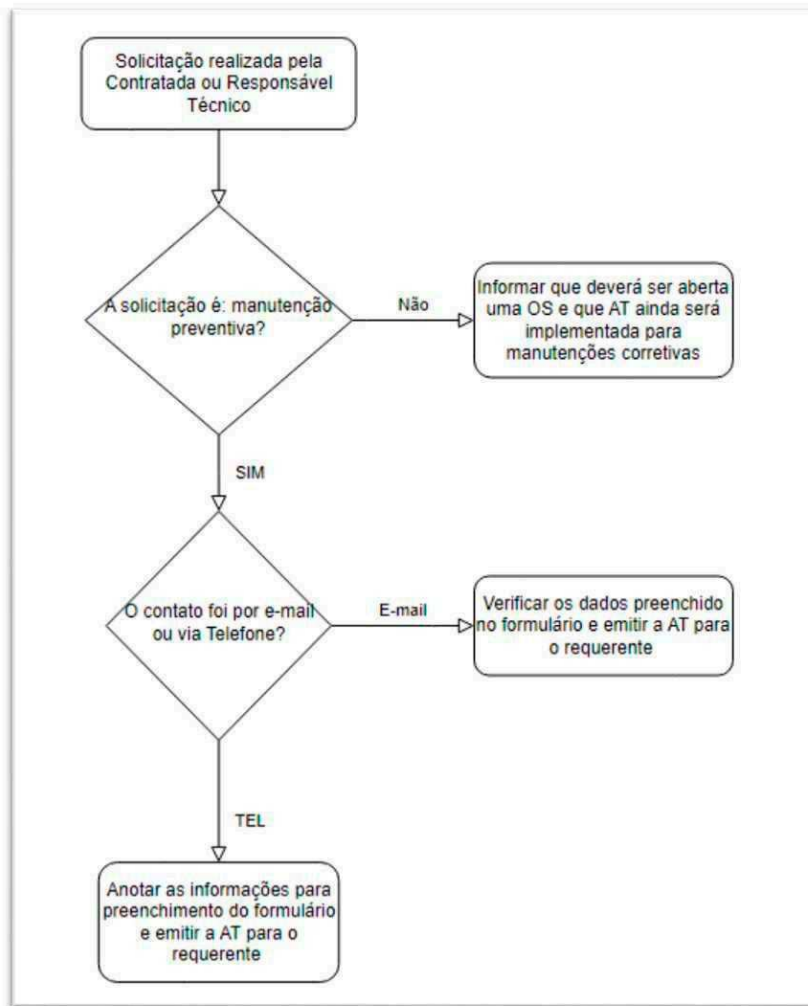 Solicitação realizada pela
Contratada ou Responsável
Técnico
A solicitação é: manutenção
preventiva?
Não
Informar que deverá ser aberta
uma OS e que AT ainda será
implementada para
manutenções corretivas
SIM
O contato foi por e-mail
ou via Telefone?
E-mail
Verificar os dados preenchido
no formulário e emitir a AT para
o requerente
TEL
Anotar as informações para
preenchimento do formulário
e emitir a AT para o
requerente